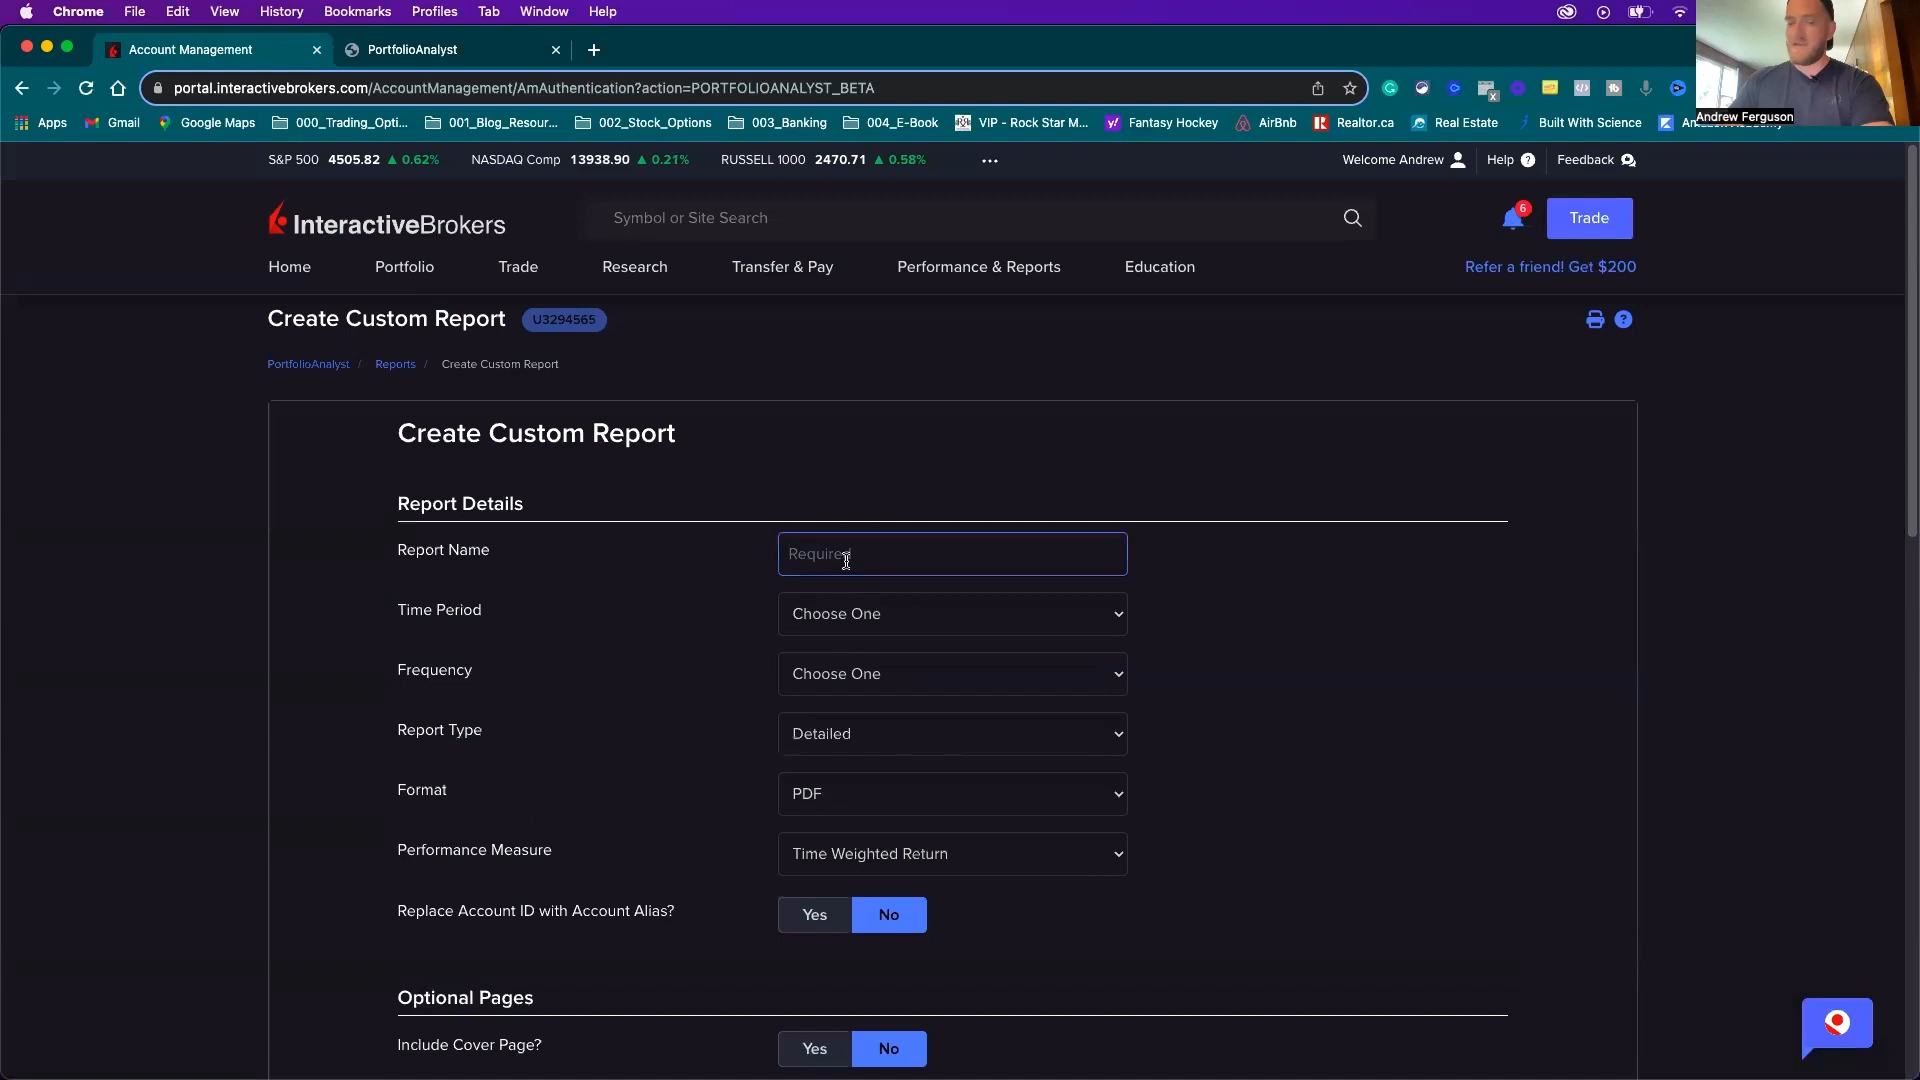 Chrome File Edit View History Bookmarks Profiles Tab Window Help
Account Management PortfolioAnalyst
portal.interactivebrokers.com/AccountManagement/AmAuthentication?action=PORTFOLIOANALYST_BETA
Apps Gmail Google Maps 000_Trading_Opti... 001_Blog_Resour... 002_Stock_Options 003_Banking 004_E-Book VIP - Rock Star M... Fantasy Hockey AirBnb Realtor.ca Real Estate Built With Science
Andrew Ferguson
S&P 500 4505.82 ▲ 0.62% NASDAQ Comp 13938.90 ▲ 0.21% RUSSELL 1000 2470.71 ▲ 0.58% ••• Welcome Andrew Help Feedback
InteractiveBrokers Symbol or Site Search 6 Trade
Home Portfolio Trade Research Transfer & Pay Performance & Reports Education Refer a friend! Get $200
Create Custom Report U3294565
PortfolioAnalyst / Reports / Create Custom Report
Create Custom Report
Report Details
Report Name Required
Time Period Choose One
Frequency Choose One
Report Type Detailed
Format PDF
Performance Measure Time Weighted Return
Replace Account ID with Account Alias? Yes No
Optional Pages
Include Cover Page? Yes No